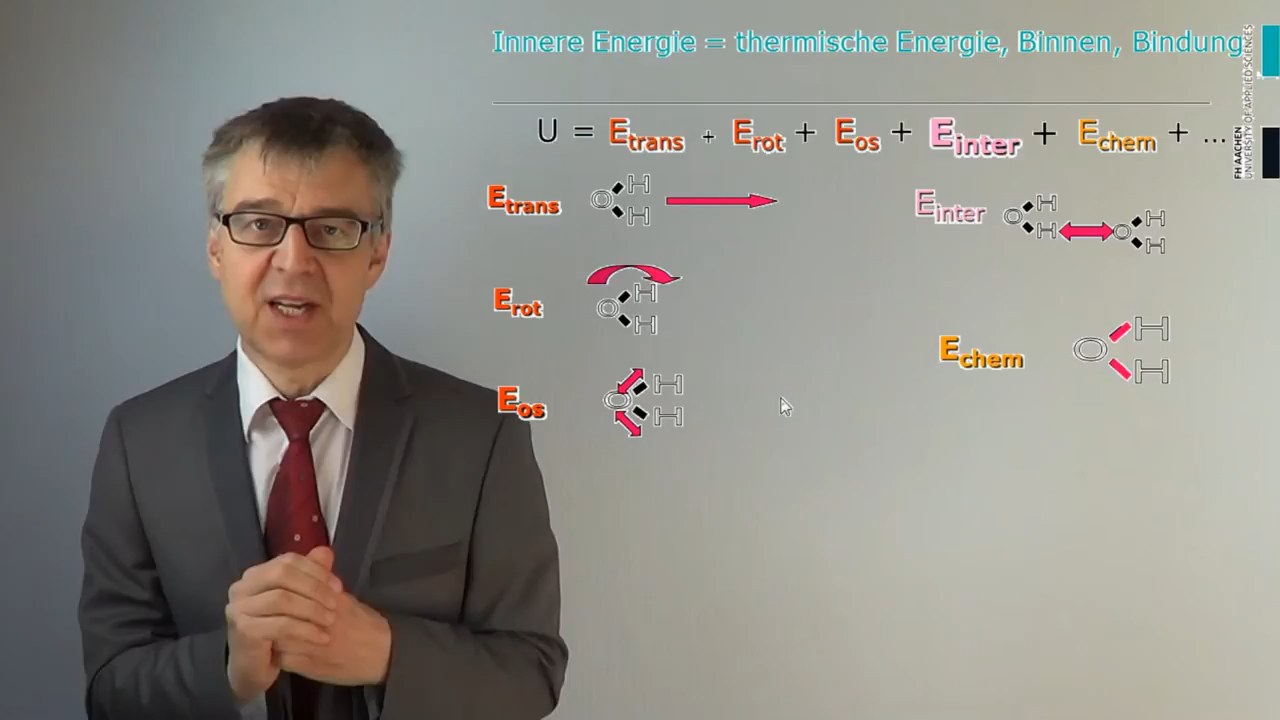 Innere Energie = thermische Energie, Binnen, Bindung
U = Etrans + Erot + Eos + Einter + Echem + ...
Etrans O H H
Einter O H H O H H
Erot O H H
Echem O H H
Eos O H H
FH AACHEN
UNIVERSITY OF APPLIED SCIENCES